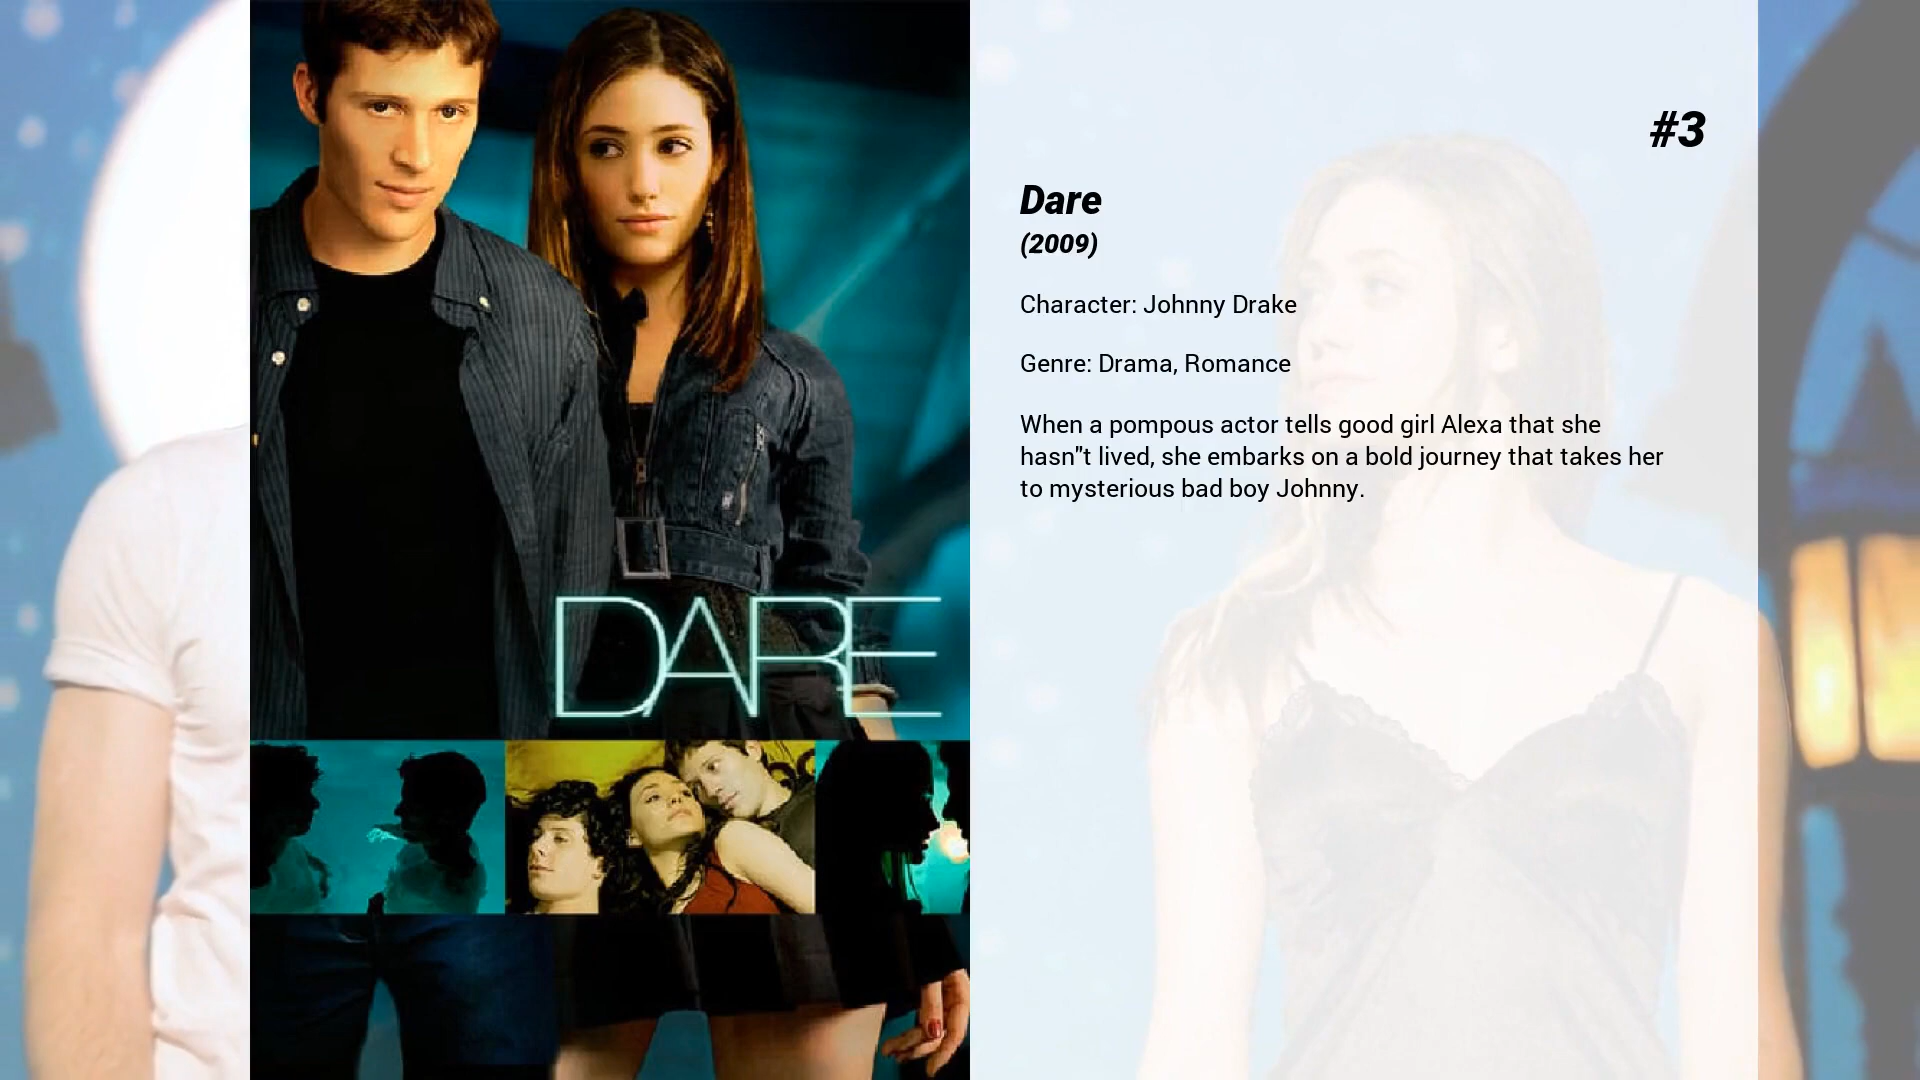 #3
Dare
(2009)
Character: Johnny Drake
Genre: Drama, Romance
When a pompous actor tells good girl Alexa that she
hasn"t lived, she embarks on a bold journey that takes her
to mysterious bad boy Johnny.
DARE